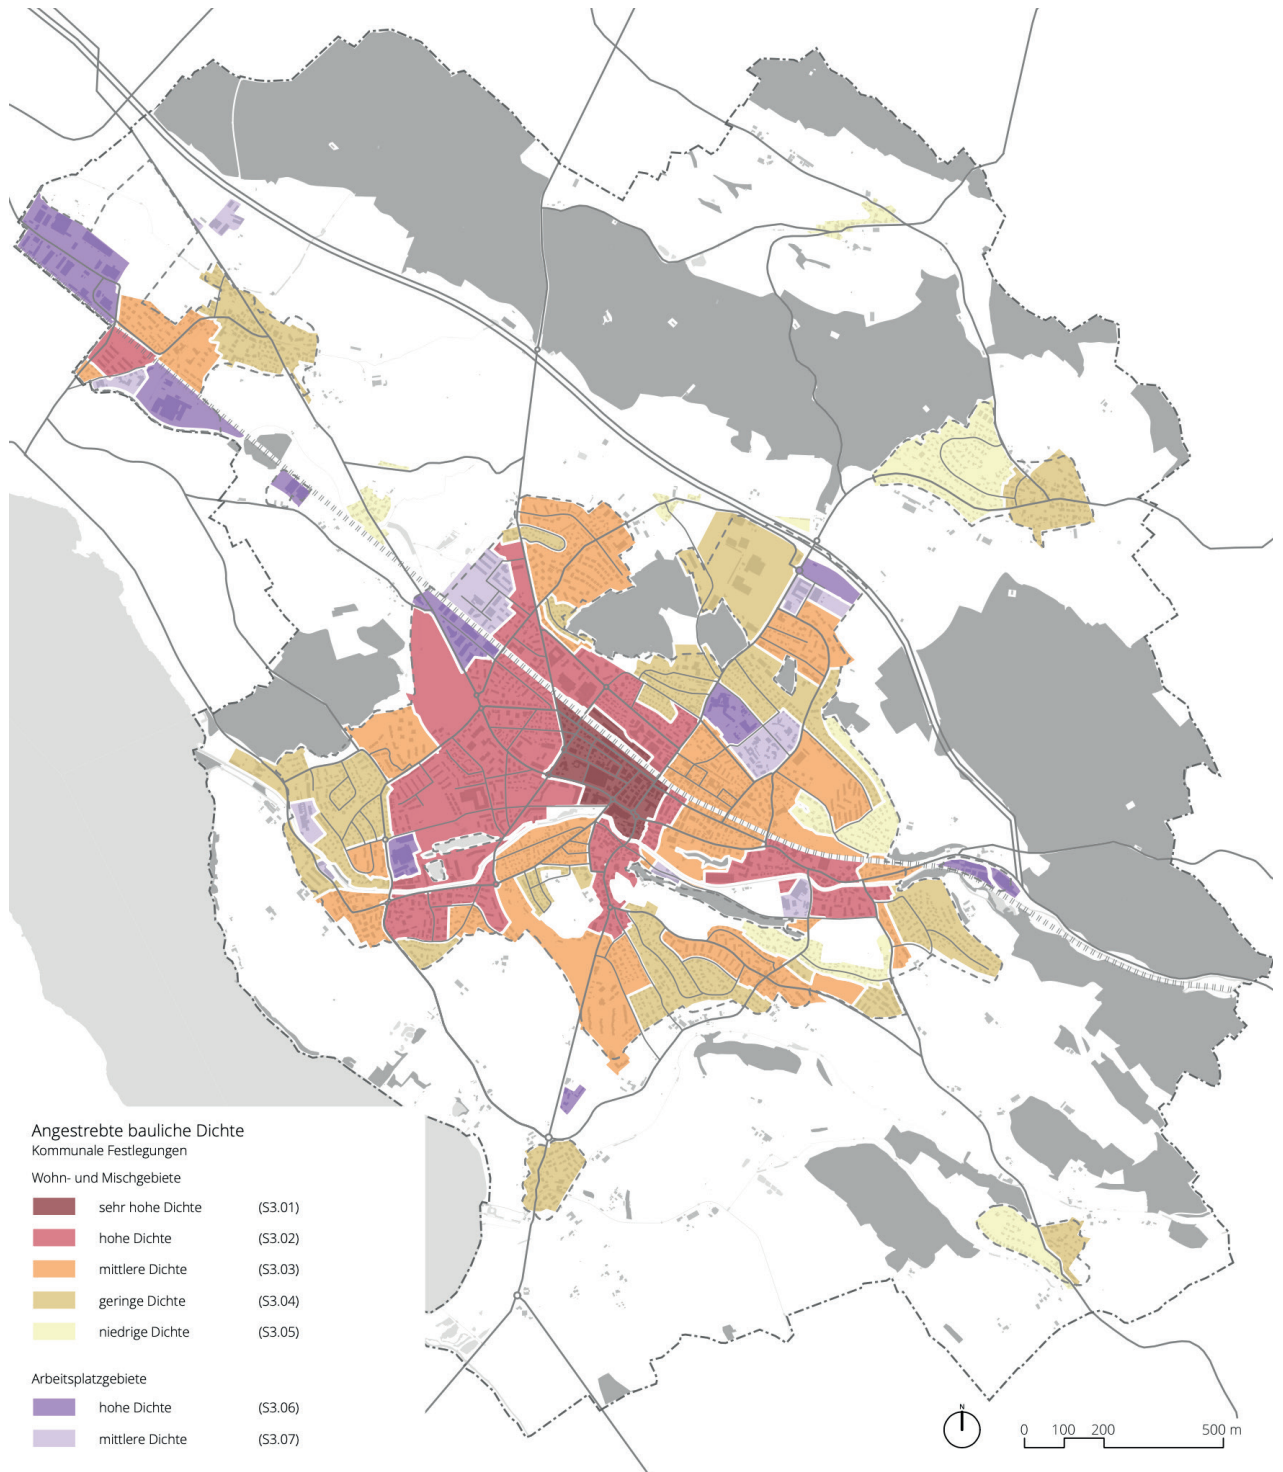 Angestrebte bauliche Dichte
Kommunale Festlegungen
Wohn- und Mischgebiete
sehr hohe Dichte (S3.01)
hohe Dichte (S3.02)
mittlere Dichte (S3.03)
geringe Dichte (S3.04)
niedrige Dichte (S3.05)
Arbeitsplatzgebiete
hohe Dichte (S3.06)
mittlere Dichte (S3.07)
N
0 100 200 500 m